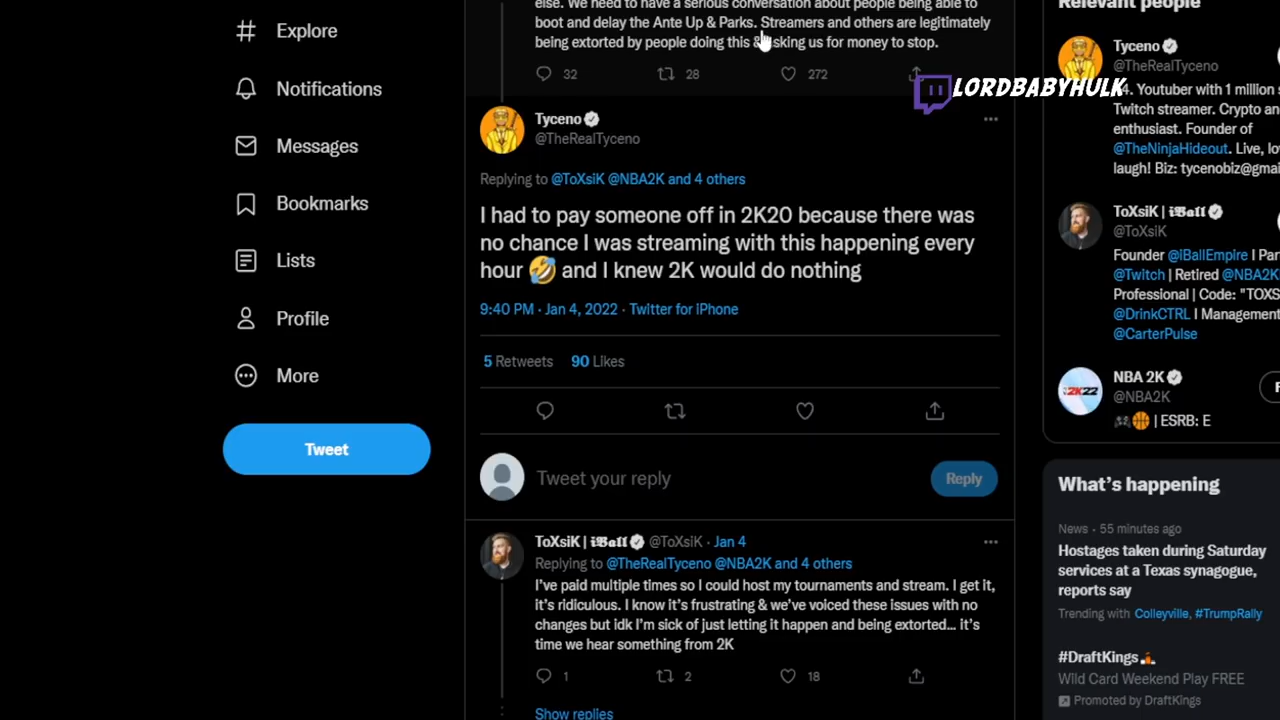 else. We need to have a serious conversation about people being able to
boot and delay the Ante Up & Parks. Streamers and others are legitimately
being extorted by people doing this & asking us for money to stop.
32 28 272
LORDBABYHULK
Explore
Notifications
Messages
Bookmarks
Lists
Profile
More
Tweet
Tyceno
@TheRealTyceno
Replying to @ToXsiK @NBA2K and 4 others
I had to pay someone off in 2K20 because there was
no chance I was streaming with this happening every
hour 🤣 and I knew 2K would do nothing
9:40 PM · Jan 4, 2022 · Twitter for iPhone
5 Retweets 90 Likes
Tweet your reply
Reply
ToXsiK | 𝖎𝕭𝖆𝖑𝖑 @ToXsiK · Jan 4
Replying to @TheRealTyceno @NBA2K and 4 others
I've paid multiple times so I could host my tournaments and stream. I get it,
it's ridiculous. I know it's frustrating & we've voiced these issues with no
changes but idk I'm sick of just letting it happen and being extorted... it's
time we hear something from 2K
1 2 18
Show replies
Relevant people
Tyceno
@TheRealTyceno
4. Youtuber with 1 million
Twitch streamer. Crypto an
enthusiast. Founder of
@TheNinjaHideout. Live, lo
laugh! Biz: tycenobiz@gma
ToXsiK | 𝖎𝕭𝖆𝖑𝖑
@ToXsiK
Founder @iBallEmpire I Par
@Twitch | Retired @NBA2K
Professional | Code: "TOXS
@DrinkCTRL I Management
@CarterPulse
NBA 2K
@NBA2K
🎮🏀 | ESRB: E
2K22
What's happening
News · 55 minutes ago
Hostages taken during Saturday
services at a Texas synagogue,
reports say
Trending with Colleyville, #TrumpRally
#DraftKings
Wild Card Weekend Play FREE
Promoted by DraftKings